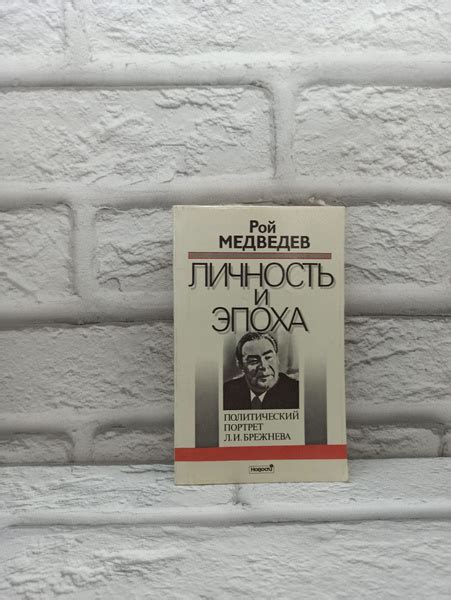 Рой
МЕДВЕДЕВ
ЛИЧНОСТЬ
И
ЭПОХА
ПОЛИТИЧЕСКИЙ
ПОРТРЕТ
Л.И.БРЕЖНЕВА
Новости